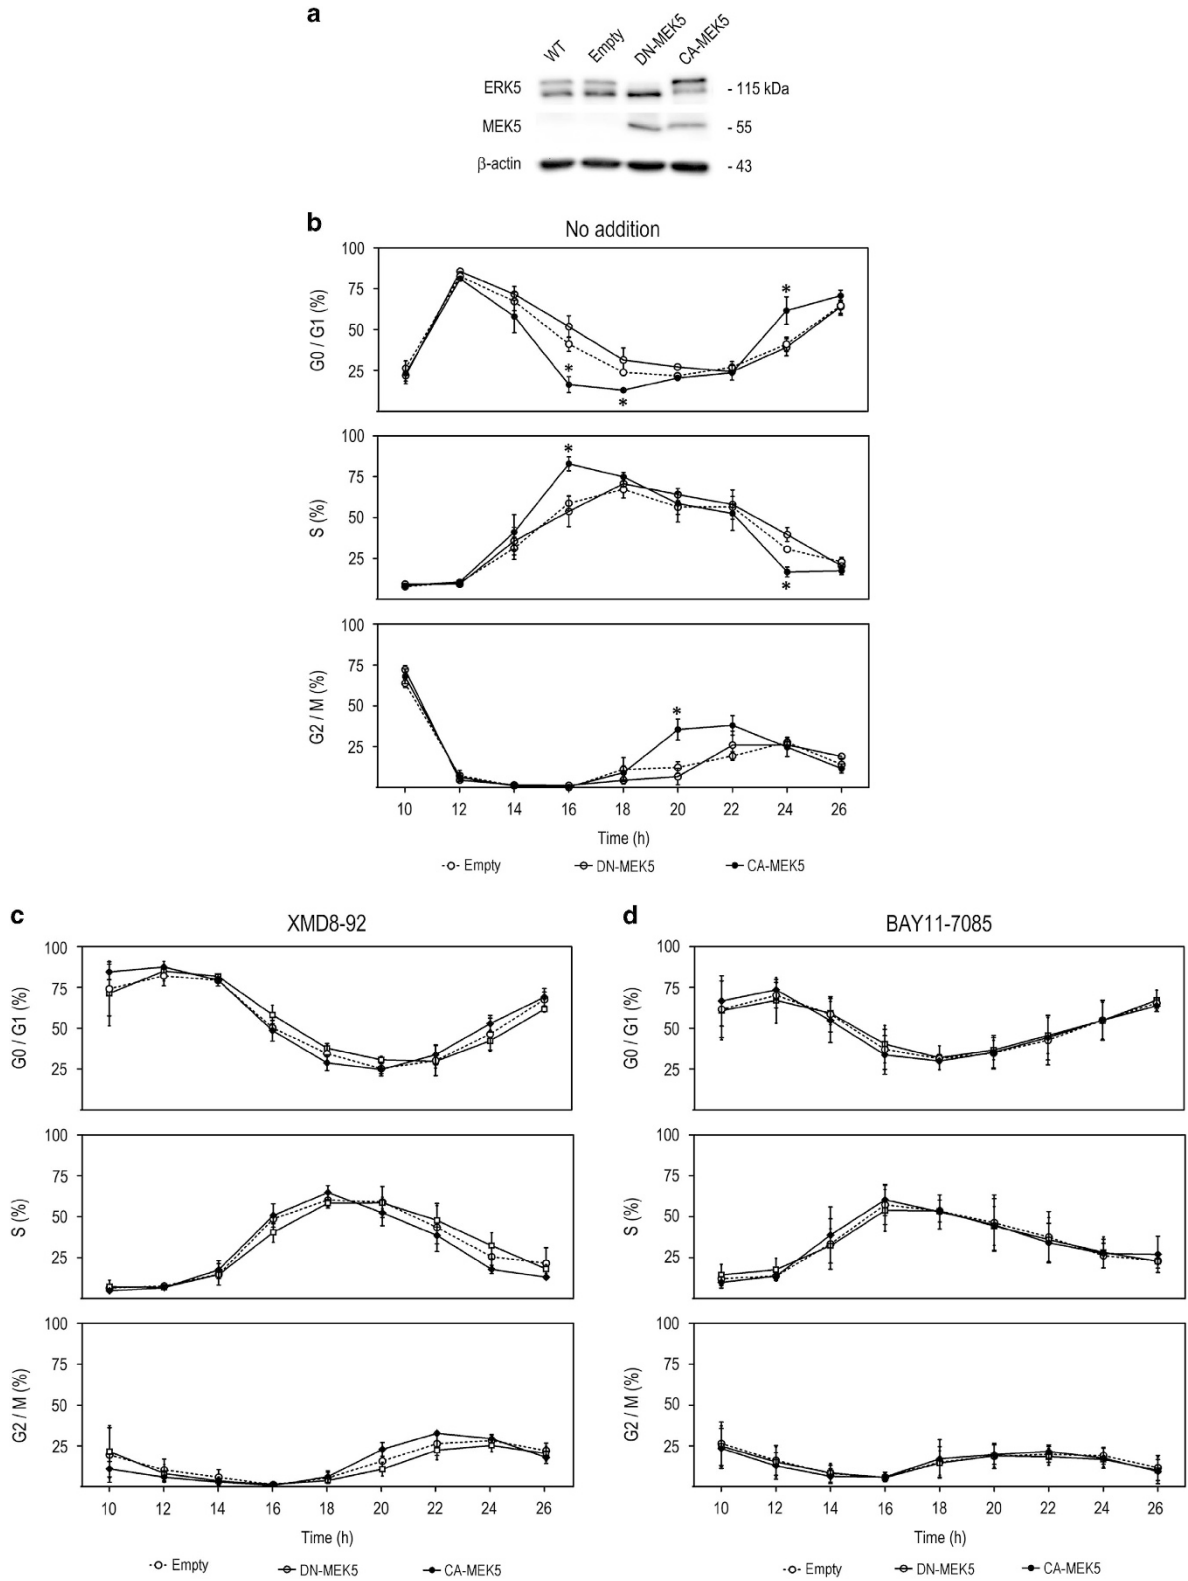 a
WT Empty DN-MEK5 CA-MEK5
ERK5 - 115 kDa
MEK5 - 55
β-actin - 43
b
No addition
G0 / G1 (%)
100
75
50
25
* * *
S (%)
100
75
50
25
* *
G2 / M (%)
100
75
50
25
*
10 12 14 16 18 20 22 24 26
Time (h)
Empty DN-MEK5 CA-MEK5
c
XMD8-92
G0 / G1 (%)
100
75
50
25
S (%)
100
75
50
25
G2 / M (%)
100
75
50
25
10 12 14 16 18 20 22 24 26
Time (h)
Empty DN-MEK5 CA-MEK5
d
BAY11-7085
G0 / G1 (%)
100
75
50
25
S (%)
100
75
50
25
G2 / M (%)
100
75
50
25
10 12 14 16 18 20 22 24 26
Time (h)
Empty DN-MEK5 CA-MEK5